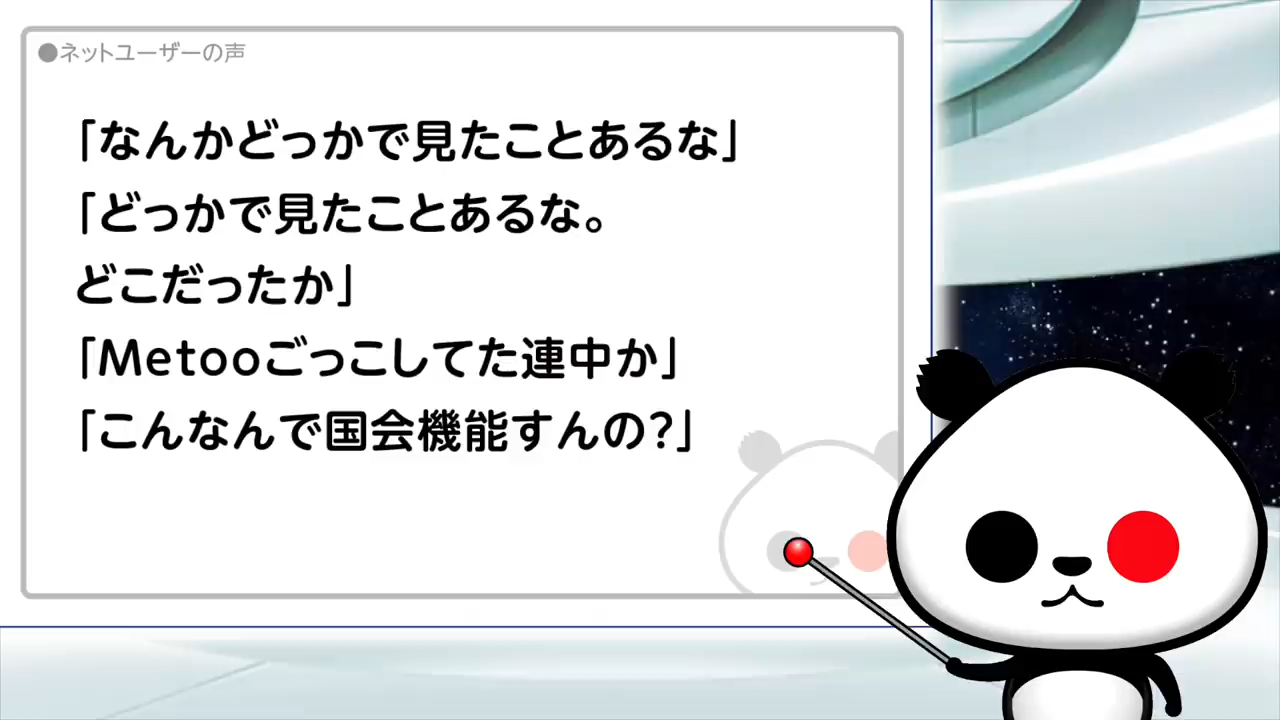 ●ネットユーザーの声
「なんかどっかで見たことあるな」
「どっかで見たことあるな。
どこだったか」
「Metooごっこしてた連中か」
「こんなんで国会機能すんの?」